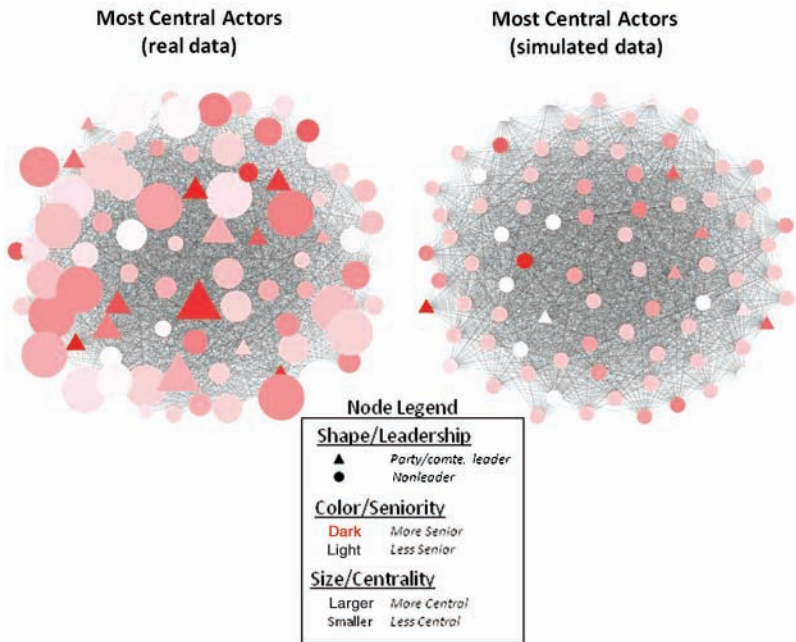 Most Central Actors
(real data)
Most Central Actors
(simulated data)
Node Legend
Shape/Leadership
Party/comte. leader
Nonleader
Color/Seniority
Dark More Senior
Light Less Senior
Size/Centrality
Larger More Central
Smaller Less Central